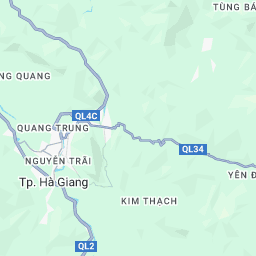 TÙNG BÁ
NG QUANG
QL4C
QUANG TRUNG
QL34
NGUYỄN TRÃI
YÊN Đ
Tp. Hà Giang
KIM THẠCH
QL2